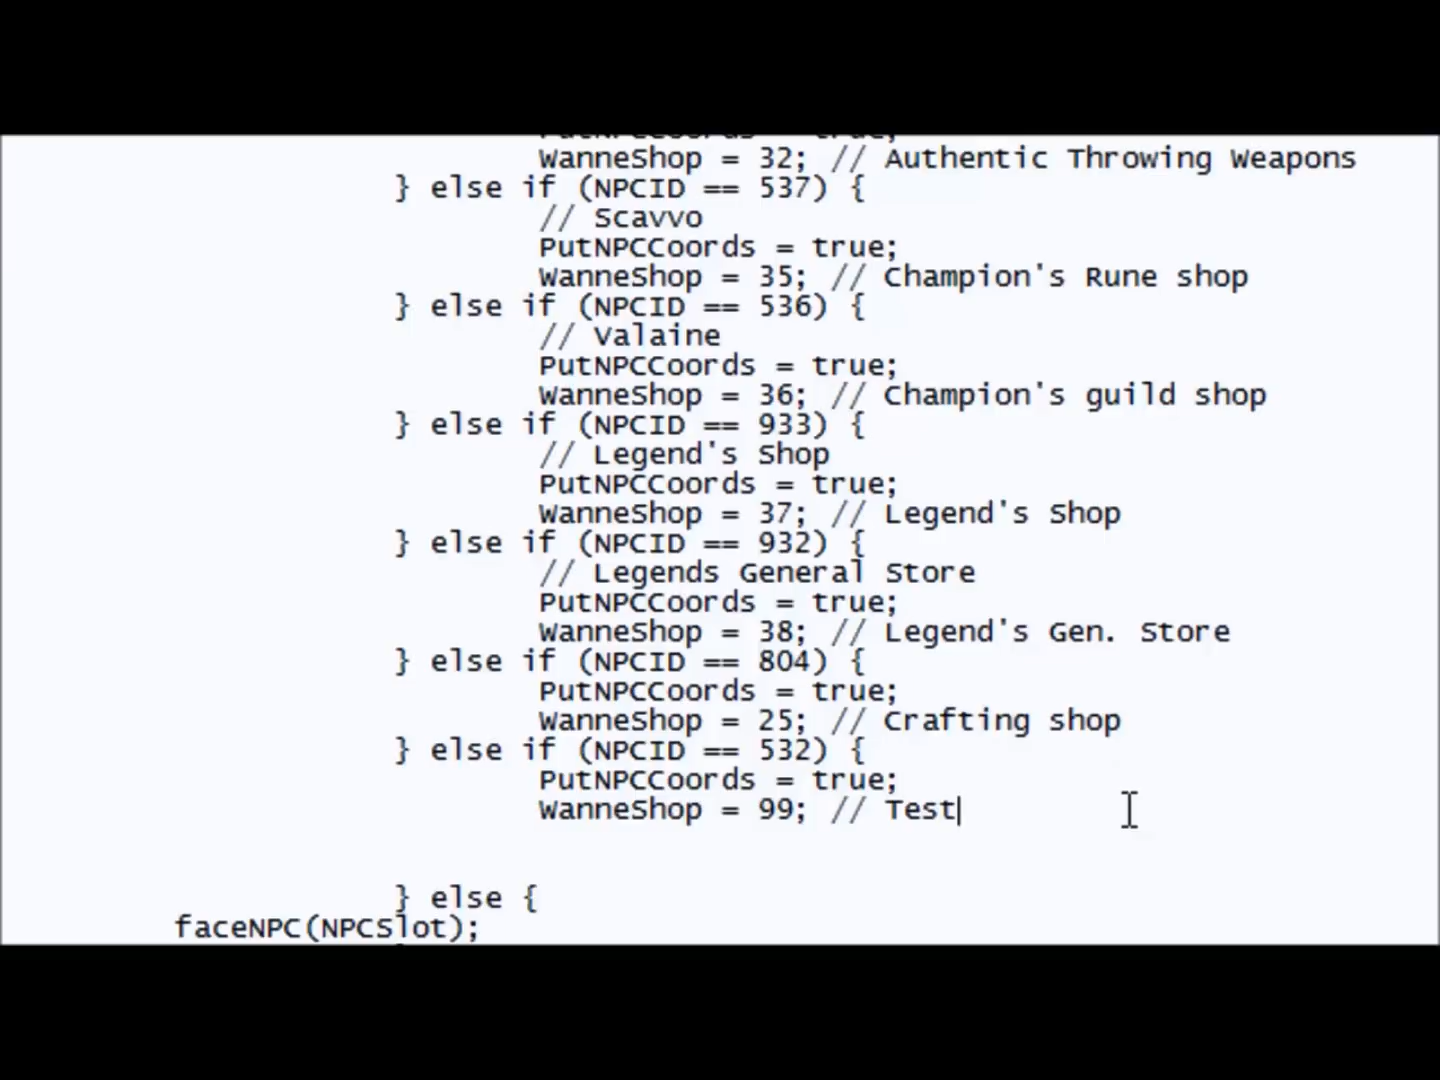 WanneShop = 32; // Authentic Throwing Weapons
} else if (NPCID == 537) {
// Scavvo
PutNPCCoords = true;
WanneShop = 35; // Champion's Rune shop
} else if (NPCID == 536) {
// Valaine
PutNPCCoords = true;
WanneShop = 36; // Champion's guild shop
} else if (NPCID == 933) {
// Legend's Shop
PutNPCCoords = true;
WanneShop = 37; // Legend's Shop
} else if (NPCID == 932) {
// Legends General Store
PutNPCCoords = true;
WanneShop = 38; // Legend's Gen. Store
} else if (NPCID == 804) {
PutNPCCoords = true;
WanneShop = 25; // Crafting shop
} else if (NPCID == 532) {
PutNPCCoords = true;
WanneShop = 99; // Test
} else {
faceNPC(NPCSlot);